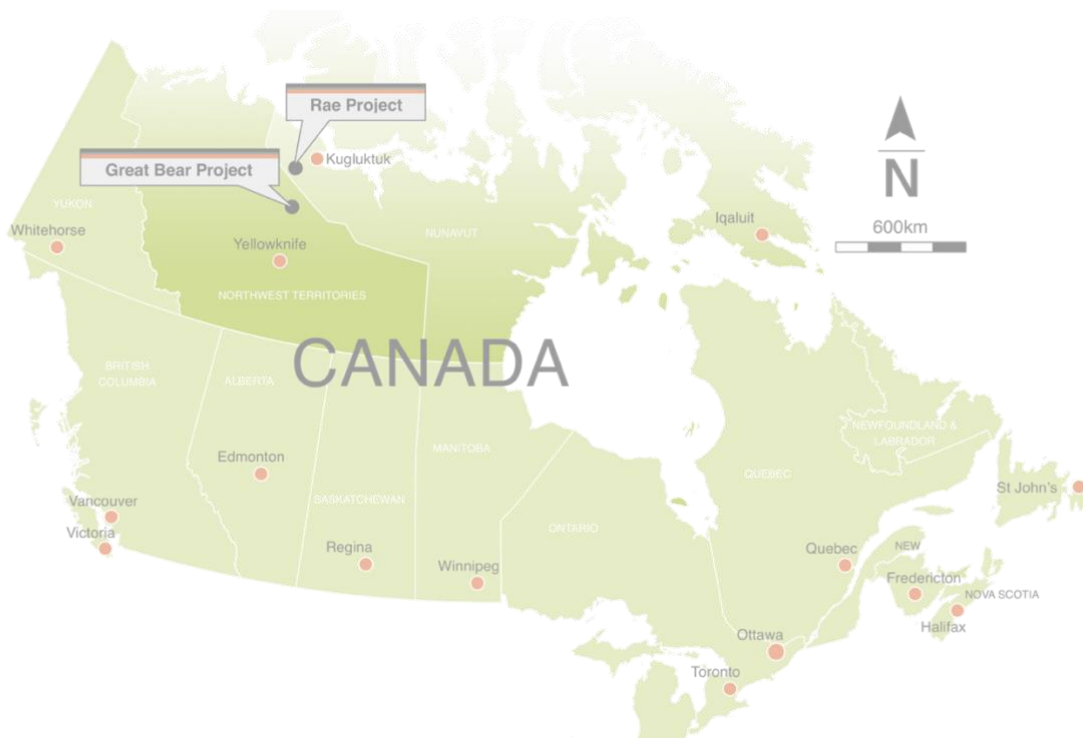 Rae Project
Kugluktuk
Great Bear Project
N
YUKON
Whitehorse
Iqaluit
600km
NUNAVUT
Yellowknife
NORTHWEST TERRITORIES
CANADA
BRITISH
COLUMBIA
ALBERTA
NEWFOUNDLAND &
LABRADOR
MANITOBA
Edmonton
QUEBEC
SASKATCHEWAN
St John's
Vancouver
ONTARIO
Victoria
Regina
Quebec
NEW
Winnipeg
Fredericton
NOVA SCOTIA
Halifax
Ottawa
Toronto